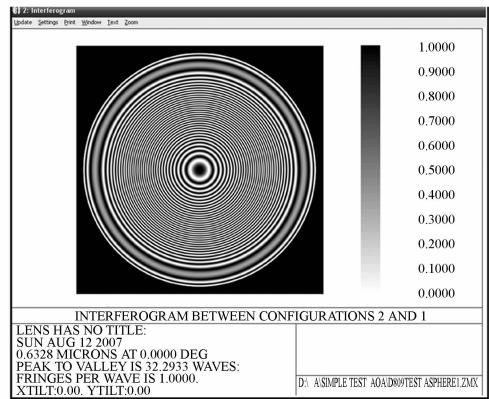 2: Interferogram
Update Settings Print Window Text Zoom
1.0000
0.9000
0.8000
0.7000
0.6000
0.5000
0.4000
0.3000
0.2000
0.1000
0.0000
INTERFEROGRAM BETWEEN CONFIGURATIONS 2 AND 1
LENS HAS NO TITLE:
SUN AUG 12 2007
0.6328 MICRONS AT 0.0000 DEG
PEAK TO VALLEY IS 32.2933 WAVES:
FRINGES PER WAVE IS 1.0000.
XTILT:0.00. YTILT:0.00
D:\ A\SIMPLE TEST AOA\D809TEST ASPHERE1.ZMX